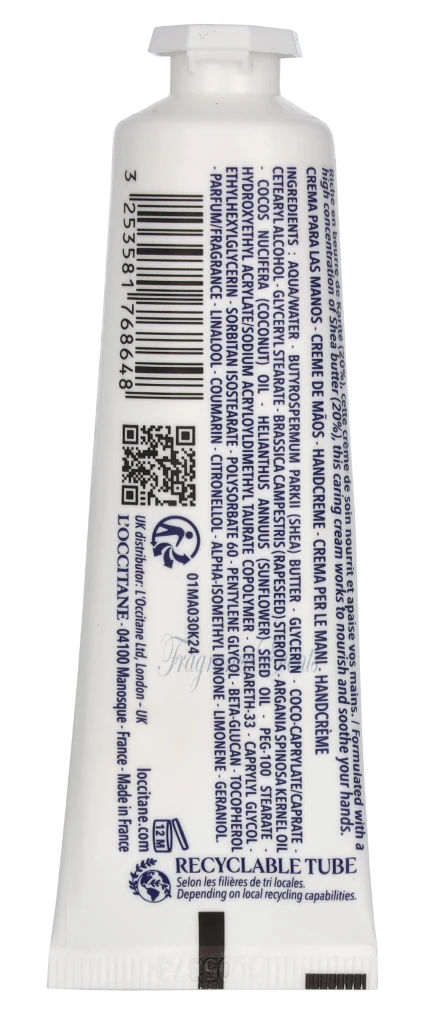 Riche en beurre de Karité (20%), cette crème de soin nourrit et apaise vos mains. / Formulated with a
high concentration of Shea butter (20%), this caring cream works to nourish and soothe your hands.
CREMA PARA LAS MANOS - CREME DE MÃOS - HANDCREME - CREMA PER LE MANI - HANDCRÈME
INGREDIENTS : AQUA/WATER - BUTYROSPERMUM PARKII (SHEA) BUTTER - GLYCERIN - COCO-CAPRYLATE/CAPRATE -
CETEARYL ALCOHOL - GLYCERYL STEARATE - BRASSICA CAMPESTRIS (RAPESEED) STEROLS - ARGANIA SPINOSA KERNEL OIL
- COCOS NUCIFERA (COCONUT) OIL - HELIANTHUS ANNUUS (SUNFLOWER) SEED OIL - PEG-100 STEARATE -
HYDROXYETHYL ACRYLATE/SODIUM ACRYLOYLDIMETHYL TAURATE COPOLYMER - CETEARETH-33 - CAPRYLYL GLYCOL -
ETHYLHEXYLGLYCERIN - SORBITAN ISOSTEARATE - POLYSORBATE 60 - PENTYLENE GLYCOL - BETA-GLUCAN - TOCOPHEROL
- PARFUM/FRAGRANCE - LINALOOL - COUMARIN - CITRONELLOL - ALPHA-ISOMETHYL IONONE - LIMONENE - GERANIOL.
01MA030K24
3 253581 768648
UK distributor: L'Occitane Ltd, London - UK
L'OCCITANE - 04100 Manosque - France - Made in France
loccitane.com
12 M
RECYCLABLE TUBE
Selon les filières de tri locales.
Depending on local recycling capabilities.